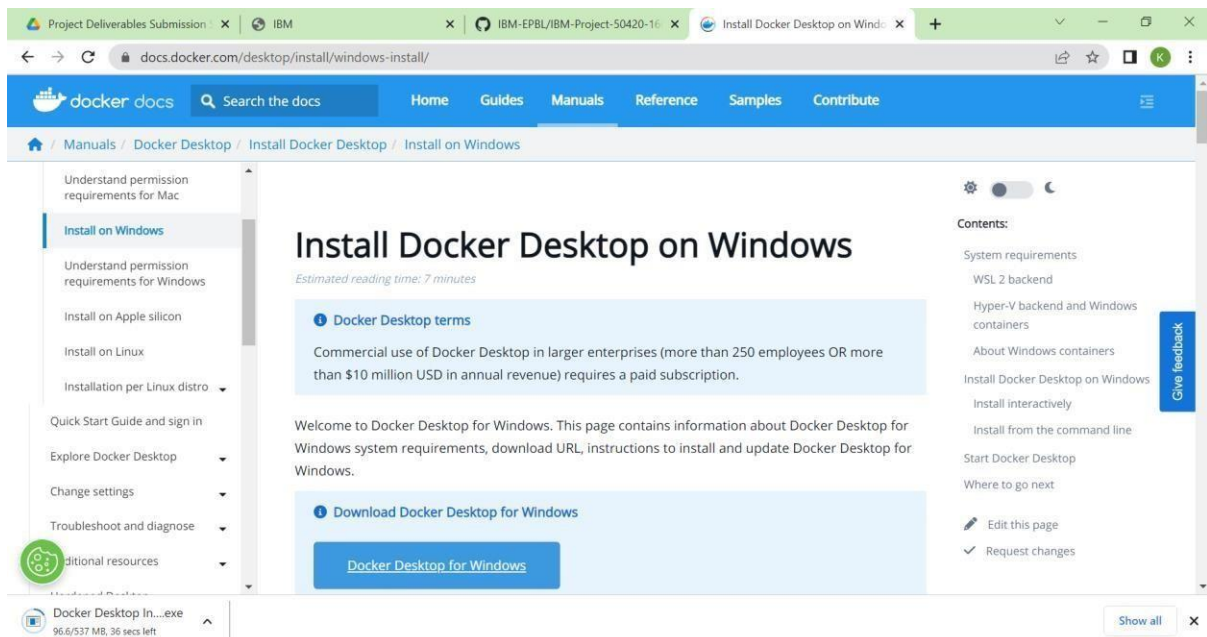 Project Deliverables Submission S
IBM
IBM-EPBL/IBM-Project-50420-16
Install Docker Desktop on Windo
docs.docker.com/desktop/install/windows-install/
K
docker docs
Search the docs
Home
Guides
Manuals
Reference
Samples
Contribute
/ Manuals / Docker Desktop / Install Docker Desktop / Install on Windows
Understand permission
requirements for Mac
Install on Windows
Understand permission
requirements for Windows
Install on Apple silicon
Install on Linux
Installation per Linux distro
Quick Start Guide and sign in
Explore Docker Desktop
Change settings
Troubleshoot and diagnose
ditional resources
Install Docker Desktop on Windows
Estimated reading time: 7 minutes
Docker Desktop terms
Commercial use of Docker Desktop in larger enterprises (more than 250 employees OR more
than $10 million USD in annual revenue) requires a paid subscription.
Welcome to Docker Desktop for Windows. This page contains information about Docker Desktop for
Windows system requirements, download URL, instructions to install and update Docker Desktop for
Windows.
Download Docker Desktop for Windows
Docker Desktop for Windows
Contents:
System requirements
WSL 2 backend
Hyper-V backend and Windows
containers
About Windows containers
Install Docker Desktop on Windows
Install interactively
Install from the command line
Start Docker Desktop
Where to go next
Edit this page
Request changes
Give feedback
Docker Desktop In....exe
96.6/537 MB, 36 secs left
Show all